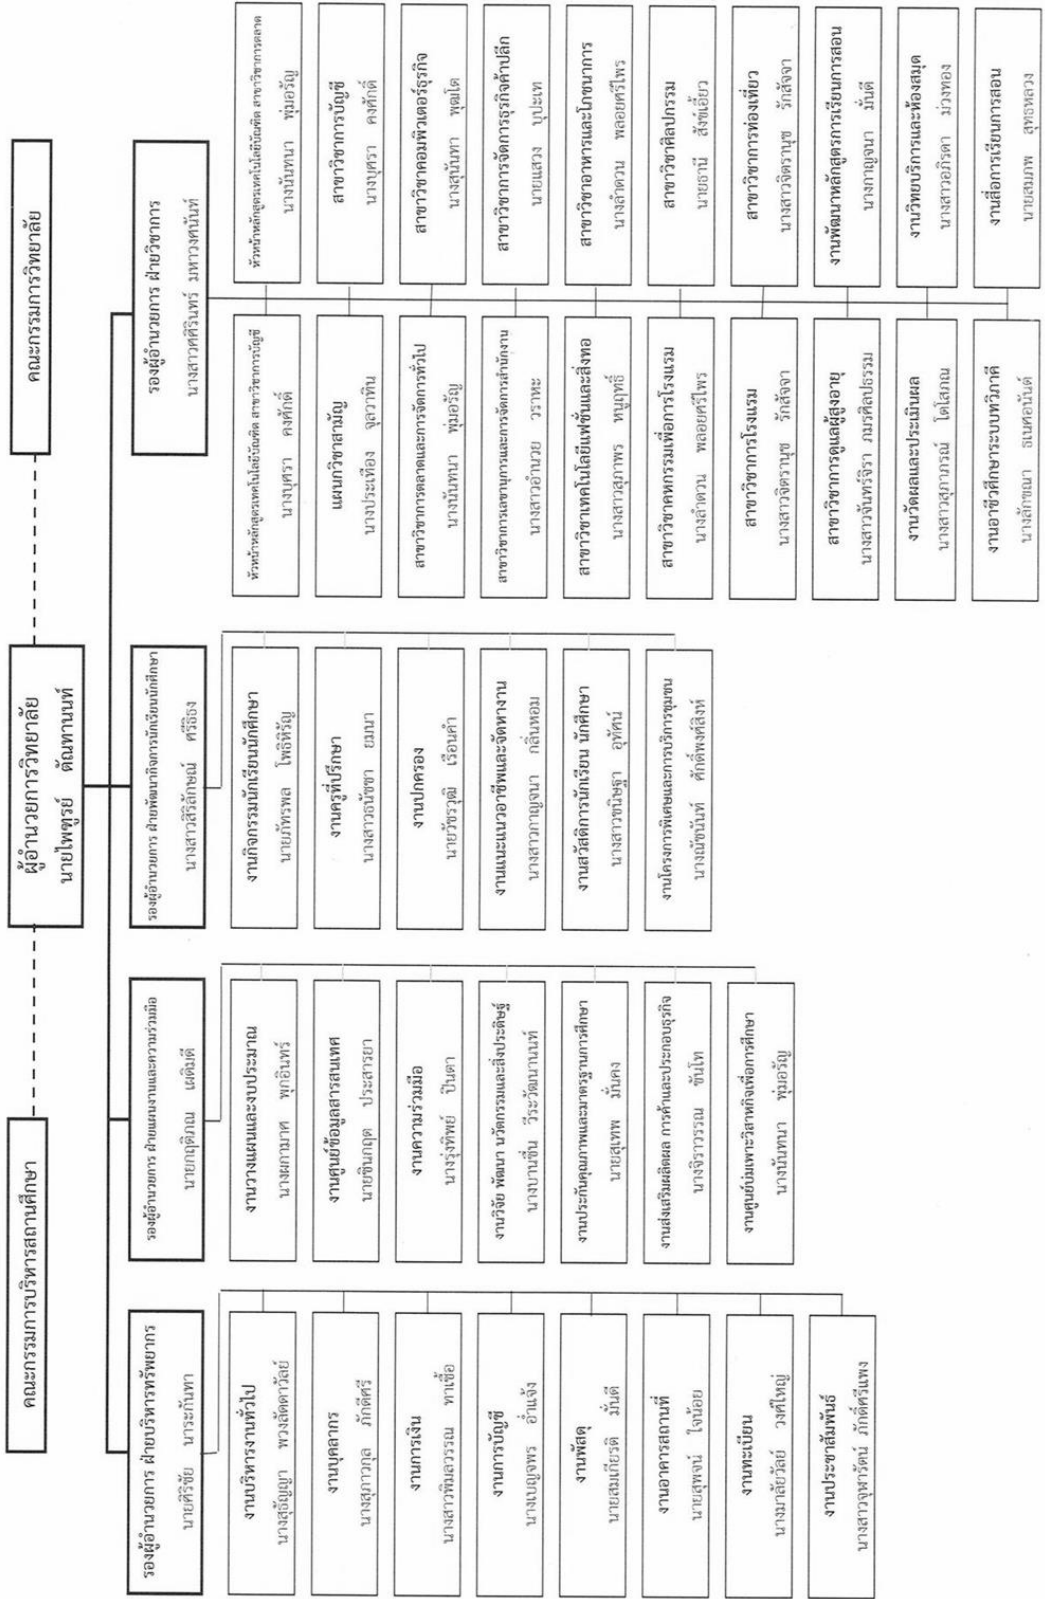 คณะกรรมการบริหารสถานศึกษา
ผู้อำนวยการวิทยาลัย
นายไพฑูรย์ ตัณฑานนท์
คณะกรรมการวิทยาลัย
รองผู้อำนวยการ ฝ่ายบริหารทรัพยากร
นายศิริชัย นาระกันทา
งานบริหารงานทั่วไป
งานบุคลากร
นางสุภาวกุล ภักดีศรี
งานการเงิน
นางสาวพิมลวรรณ หาเชื้อ
งานการบัญชี
นางเบญจพร อ่ำแจ้ง
งานพัสดุ
นายสมเกียรติ มั่นดี
งานอาคารสถานที่
นายสุพจน์ ใจน้อย
งานทะเบียน
นางมาลัยวัลย์ วงศ์ใหญ่
งานประชาสัมพันธ์
นางสาวจุฬารัตน์
รองผู้อำนวยการ ฝ่ายแผนงานและความร่วมมือ
งานวางแผนและงบประมาณ
นางผกามาศ พุกอินทร์
งานศูนย์ข้อมูลสารสนเทศ
นายชินกฤต ประสารยา
งานความร่วมมือ
นางรุ่งทิพย์ ปินตา
งานวิจัย พัฒนา นวัตกรรมและสิ่งประดิษฐ์
นางบานชื่น วีระวัฒนานนท์
งานประกันคุณภาพและมาตรฐานการศึกษา
นายสุเทพ มั่นคง
งานส่งเสริมผลิตผล การค้าและประกอบธุรกิจ
นางจิราวรรณ ขันโท
งานศูนย์บ่มเพาะวิสาหกิจเพื่อการศึกษา
นางนันทนา พุ่มอรัญ
รองผู้อำนวยการ ฝ่ายพัฒนากิจการนักเรียนนักศึกษา
นางสาวสิริลักษณ์ ศรีธิธง
งานกิจกรรมนักเรียนนักศึกษา
นายภัทรพล โพธิหิรัญ
งานครูที่ปรึกษา
นางสาวธนัชชา ยมนา
งานปกครอง
นายวัชรวุฒิ เรือนคำ
งานแนะแนวอาชีพและจัดหางาน
นางสาวกาญจนา กลิ่นหอม
งานสวัสดิการนักเรียน นักศึกษา
นางสาวชนิษฐา อุทัศน์
งานโครงการพิเศษและการบริการชุมชน
นางณัชนันท์ ศักดิ์พงศ์สิงห์
รองผู้อำนวยการ ฝ่ายวิชาการ
นางสาวศศิรินทร์ มหาวงศนันท์
หัวหน้าหลักสูตรเทคโนโลยีบัณฑิต สาขาวิชาการบัญชี
นางบุศรา คงศักดิ์
หัวหน้าหลักสูตรเทคโนโลยีบัณฑิต สาขาวิชาการตลาด
นางนันทนา พุ่มอรัญ
แผนกวิชาสามัญ
นางประเทือง จุลวาทิน
สาขาวิชาการบัญชี
นางบุศรา คงศักดิ์
สาขาวิชาการตลาดและการจัดการทั่วไป
นางนันทนา พุ่มอรัญ
สาขาวิชาคอมพิวเตอร์ธุรกิจ
นางสุนันทา พุฒโต
สาขาวิชาการเลขานุการและการจัดการสำนักงาน
นางสาวอำนวย วราหะ
สาขาวิชาการจัดการธุรกิจค้าปลีก
นายแสวง บุปะเท
สาขาวิชาเทคโนโลยีแฟชั่นและสิ่งทอ
นางสาวสุภาพร หนูฤทธิ์
สาขาวิชาอาหารและโภชนาการ
นางลำดวน พลอยศรีไพร
สาขาวิชาคหกรรมเพื่อการโรงแรม
นางลำดวน พลอยศรีไพร
สาขาวิชาศิลปกรรม
นายธานี สังข์เอี้ยว
สาขาวิชาการโรงแรม
นางสาวจิตรานุช รักสัจจา
สาขาวิชาการท่องเที่ยว
นางสาวจิตรานุช รักสัจจา
สาขาวิชาการดูแลผู้สูงอายุ
นางสาวจันทร์จิรา ภมรศิลปธรรม
งานพัฒนาหลักสูตรการเรียนการสอน
นางกาญจนา มั่นดี
งานวัดผลและประเมินผล
นางสาวสุภาภรณ์ โตโสภณ
งานวิทยบริการและห้องสมุด
นางสาวอภิรดา ม่วงทอง
งานอาชีวศึกษาระบบทวิภาคี
นางลักขณา ธนศอนันต์
งานสื่อการเรียนการสอน
นายสมภพ สุทธหลวง